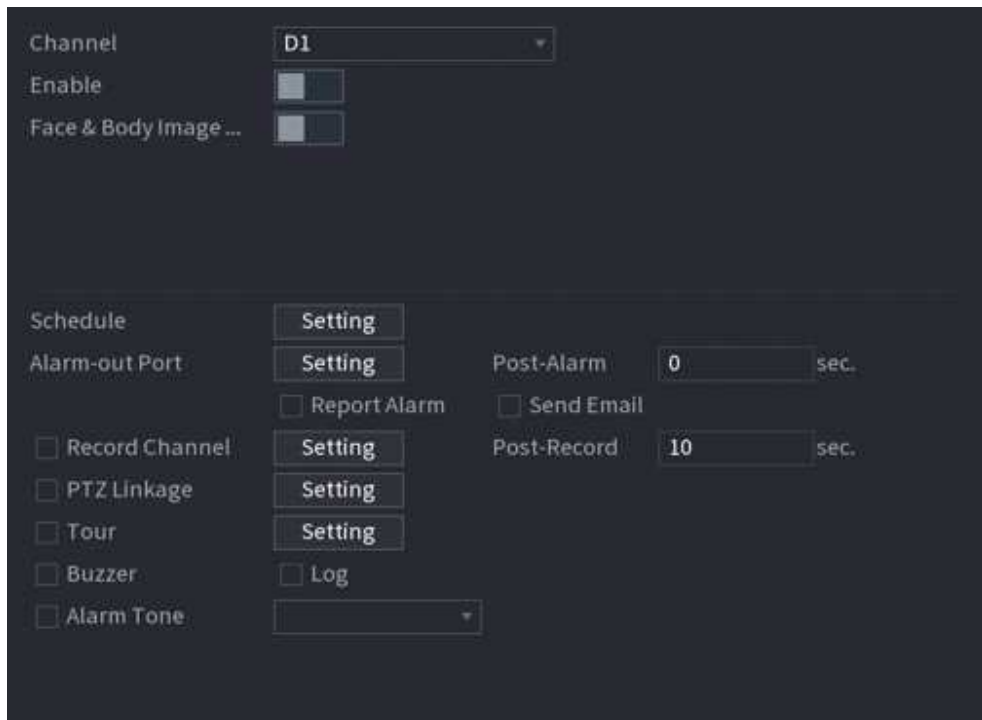 Channel D1
Enable
Face & Body Image ...
Schedule Setting
Alarm-out Port Setting Post-Alarm 0 sec.
Report Alarm Send Email
Record Channel Setting Post-Record 10 sec.
PTZ Linkage Setting
Tour Setting
Buzzer Log
Alarm Tone